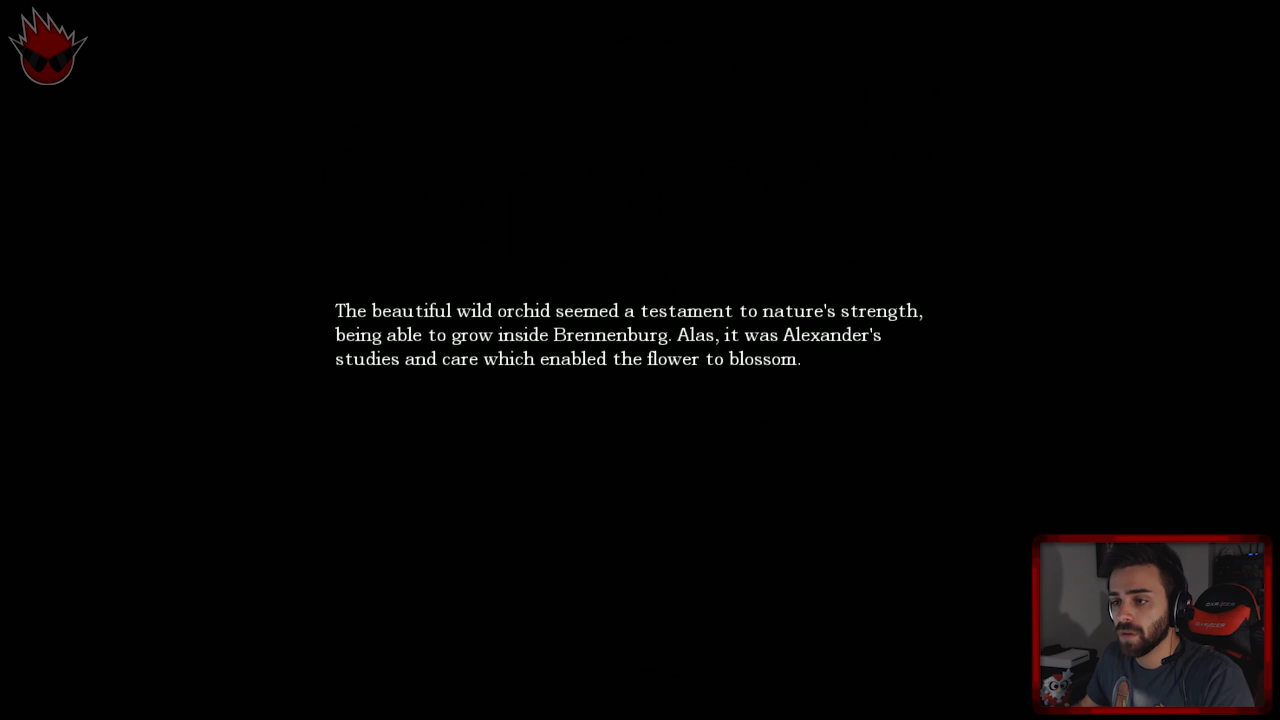 The beautiful wild orchid seemed a testament to nature's strength,
being able to grow inside Brennenburg. Alas, it was Alexander's
studies and care which enabled the flower to blossom.